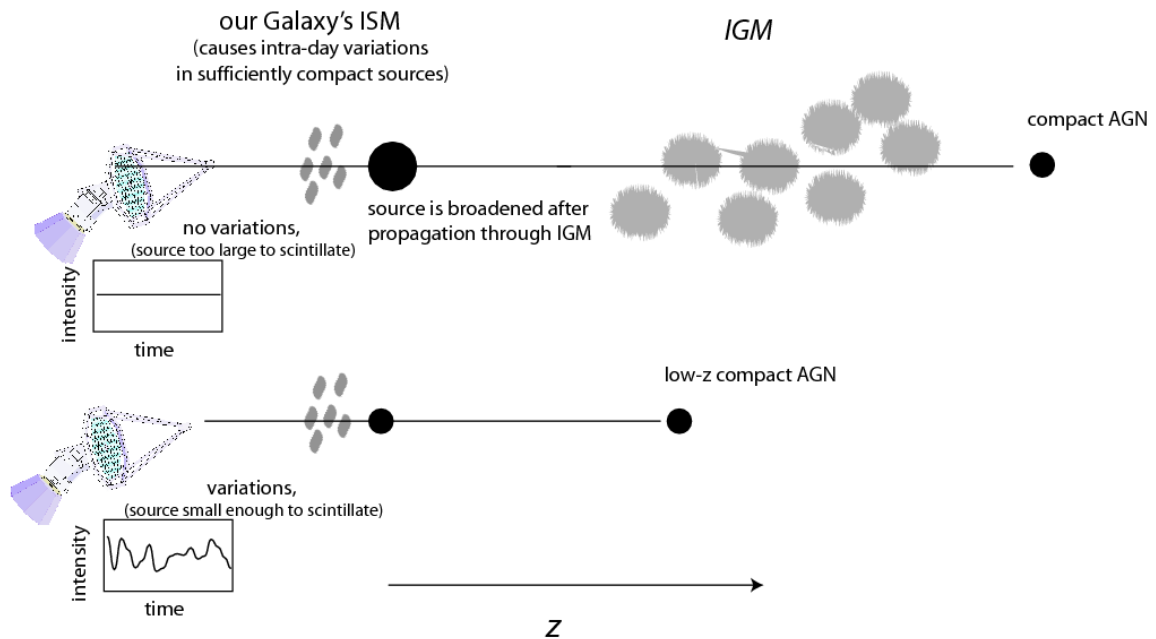 our Galaxy's ISM
(causes intra-day variations
in sufficiently compact sources)
IGM
compact AGN
source is broadened after
propagation through IGM
no variations,
(source too large to scintillate)
intensity
time
low-z compact AGN
variations,
(source small enough to scintillate)
intensity
time
z